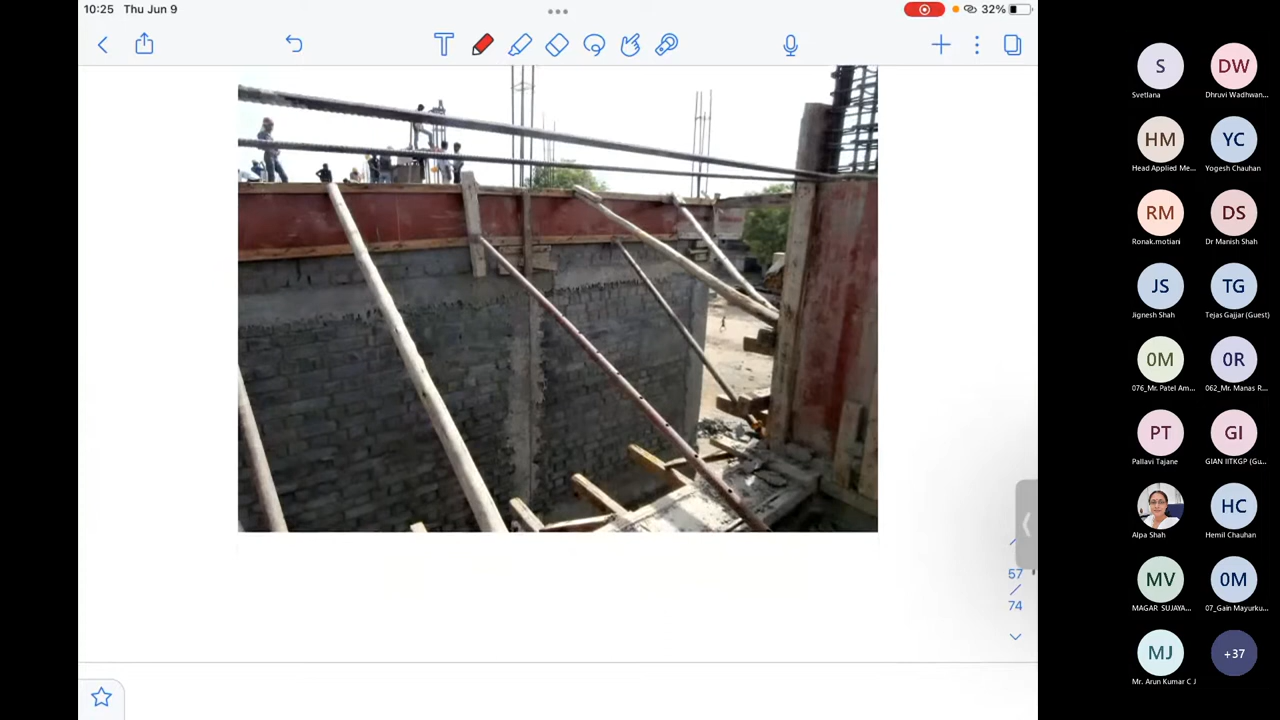 10:25 Thu Jun 9
32%
T
57
74
S
Svetlana
DW
Dhruvi Wadhwan...
HM
Head Applied Me...
YC
Yogesh Chauhan
RM
Ronak.motiani
DS
Dr Manish Shah
JS
Jignesh Shah
TG
Tejas Gajjar (Guest)
0M
076_Mr. Patel Am...
0R
062_Mr. Manas R...
PT
Pallavi Tajane
GI
GIAN IITKGP (Gu...
Alpa Shah
HC
Hemil Chauhan
MV
MAGAR SUJAYA...
0M
07_Gain Mayurku...
MJ
Mr. Arun Kumar C J
+37